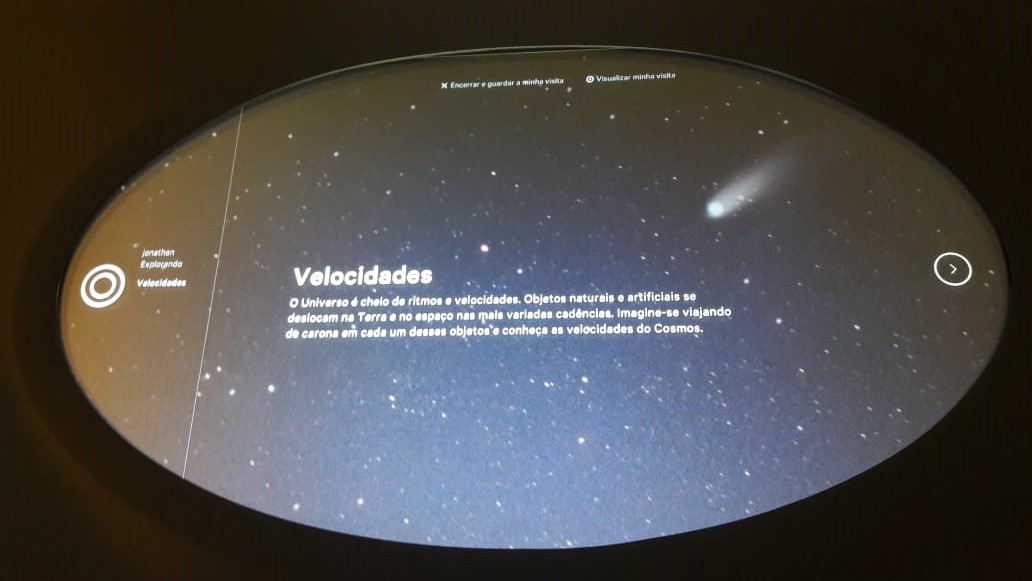 Encerrar e guardar a minha visita
Visualizar minha visita
jonathan
Explorando
Velocidades
Velocidades
O Universo é cheio de ritmos e velocidades. Objetos naturais e artificiais se
deslocam na Terra e no espaço nas mais variadas cadências. Imagine-se viajando
de carona em cada um desses objetos e conheça as velocidades do Cosmos.